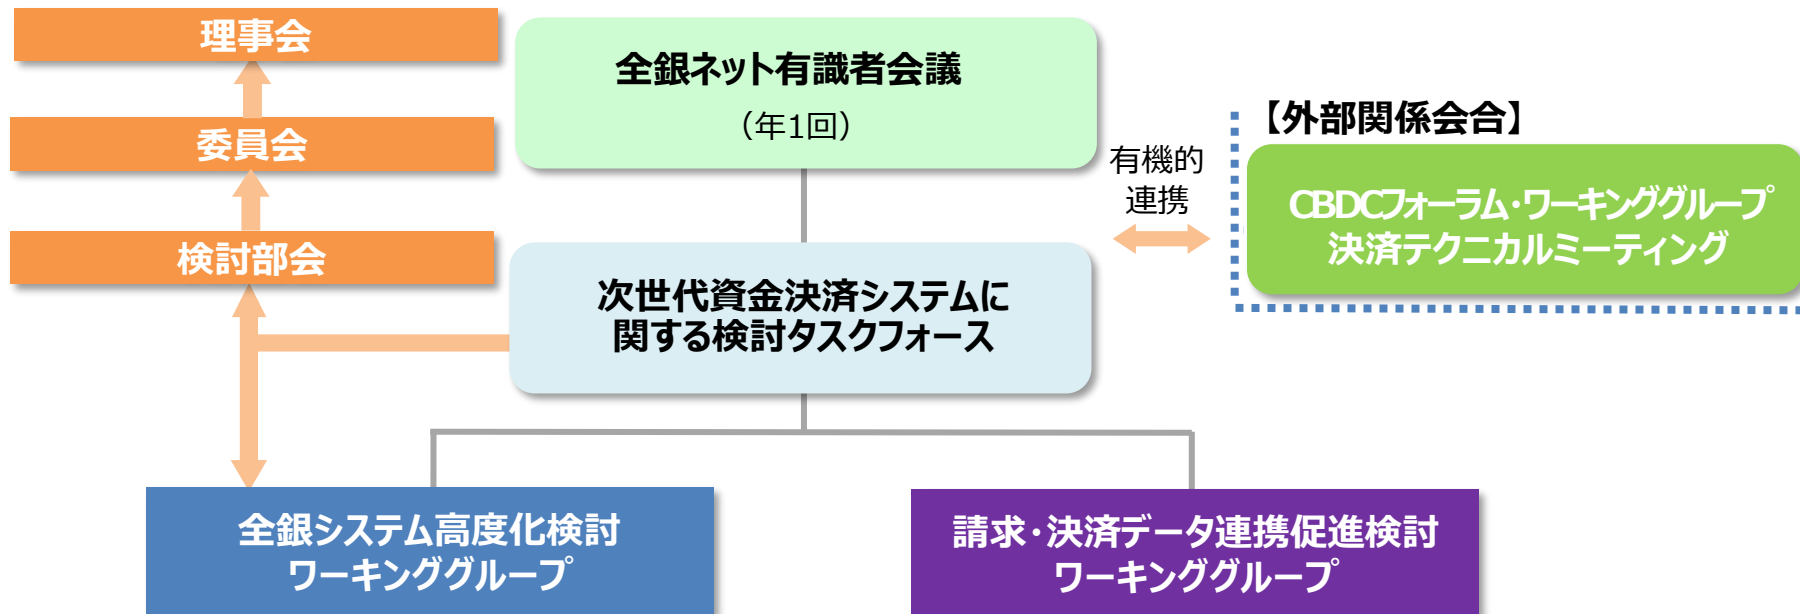 理事会
委員会
検討部会
全銀ネット有識者会議
（年1回）
有機的
連携
【外部関係会合】
CBDCフォーラム・ワーキンググループ
決済テクニカルミーティング
次世代資金決済システムに
関する検討タスクフォース
全銀システム高度化検討
ワーキンググループ
請求・決済データ連携促進検討
ワーキンググループ